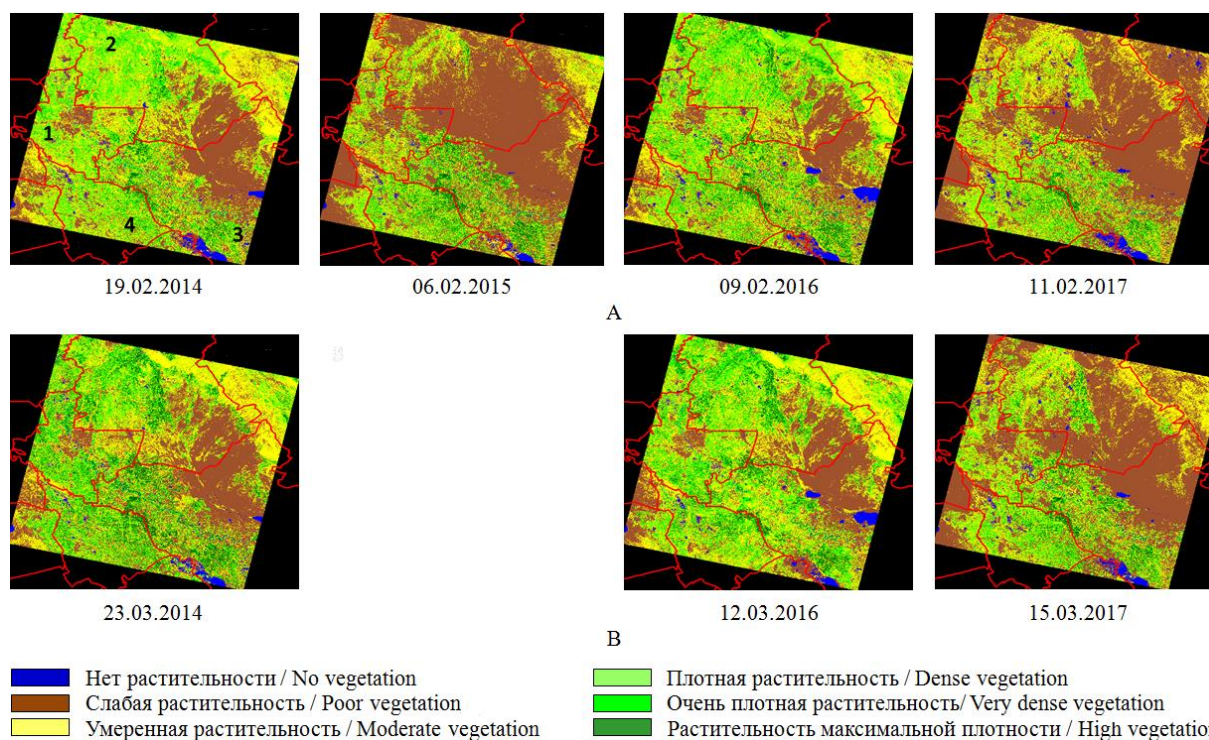 2
1
4
3
19.02.2014
06.02.2015
09.02.2016
11.02.2017
A
23.03.2014
12.03.2016
15.03.2017
B
Нет растительности / No vegetation
Слабая растительность / Poor vegetation
Умеренная растительность / Moderate vegetation
Плотная растительность / Dense vegetation
Очень плотная растительность/ Very dense vegetation
Растительность максимальной плотности / High vegetation